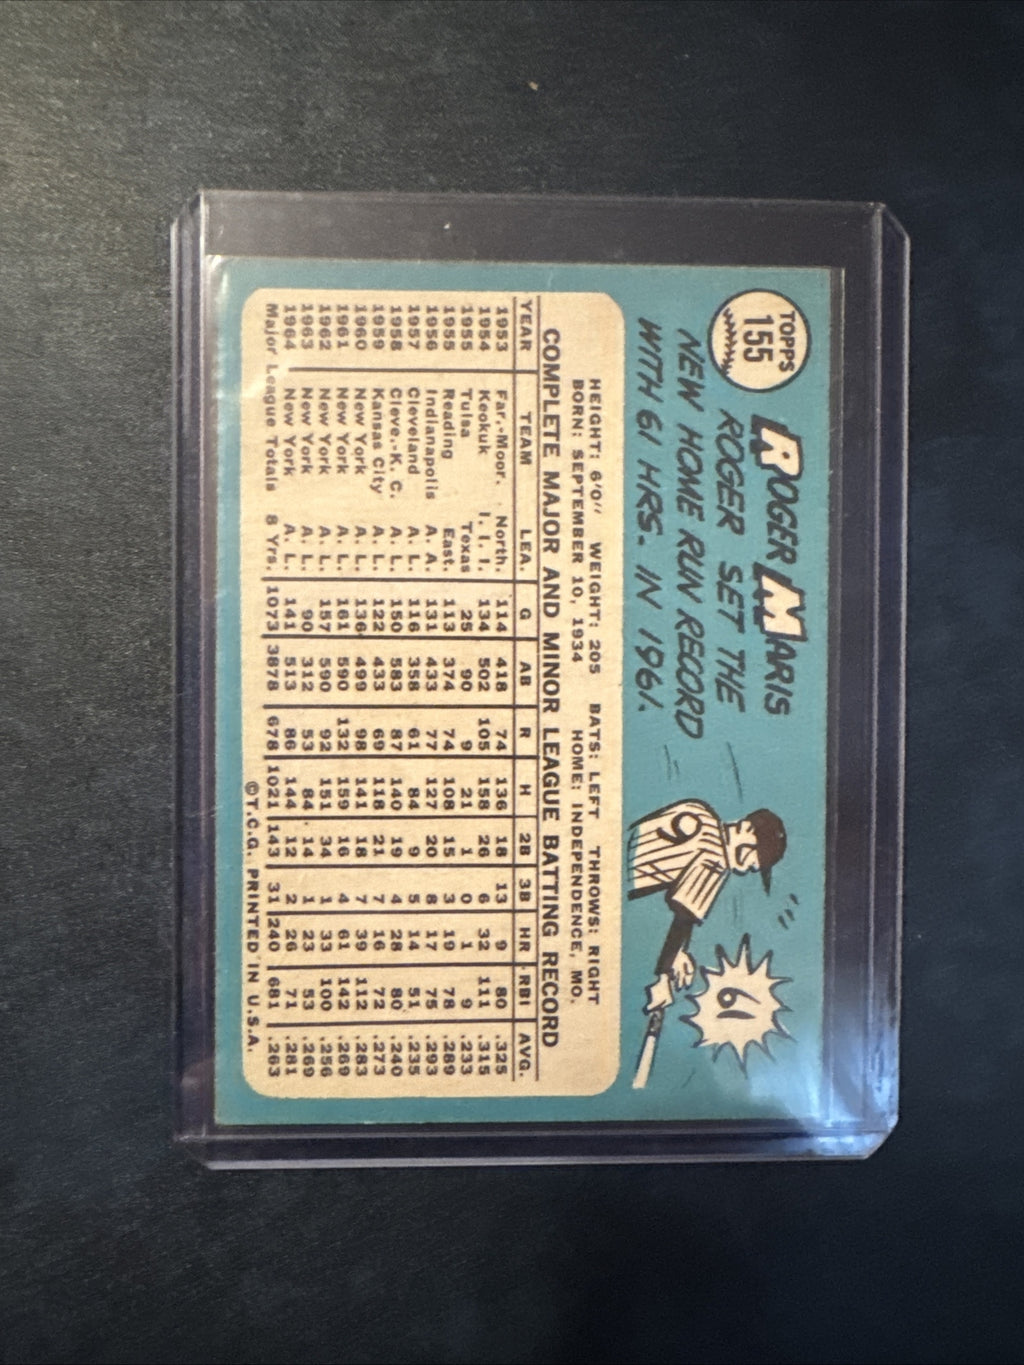 TOPPS
155
ROGER MARIS
ROGER SET THE
NEW HOME RUN RECORD
WITH 61 HRS. IN 1961.
9
61
HEIGHT: 6'0" WEIGHT: 205 BATS: LEFT THROWS: RIGHT
BORN: SEPTEMBER 10, 1934 HOME: INDEPENDENCE, MO.
COMPLETE MAJOR AND MINOR LEAGUE BATTING RECORD
YEAR TEAM LEA. G AB R H 2B 3B HR RBI AVG.
1953 Far.-Moor. North. 114 418 74 136 18 13 9 80 .325
1954 Keokuk I. I. I. 134 502 105 158 26 6 32 111 .315
1955 Tulsa Texas 25 90 9 21 1 0 1 9 .233
1955 Reading East. 113 374 74 108 15 3 19 78 .289
1956 Indianapolis A. A. 131 433 77 127 20 8 17 75 .293
1957 Cleveland A. L. 116 358 61 84 9 5 14 51 .235
1958 Cleve.-K. C. A. L. 150 583 87 140 19 4 28 80 .240
1959 Kansas City A. L. 122 433 69 118 21 7 16 72 .273
1960 New York A. L. 136 499 98 141 18 7 39 112 .283
1961 New York A. L. 161 590 132 159 16 4 61 142 .269
1962 New York A. L. 157 590 92 151 34 1 33 100 .256
1963 New York A. L. 90 312 53 84 14 1 23 53 .269
1964 New York A. L. 141 513 86 144 12 2 26 71 .281
Major League Totals 8 Yrs. 1073 3878 678 1021 143 31 240 681 .263
©T.C.G. PRINTED IN U.S.A.